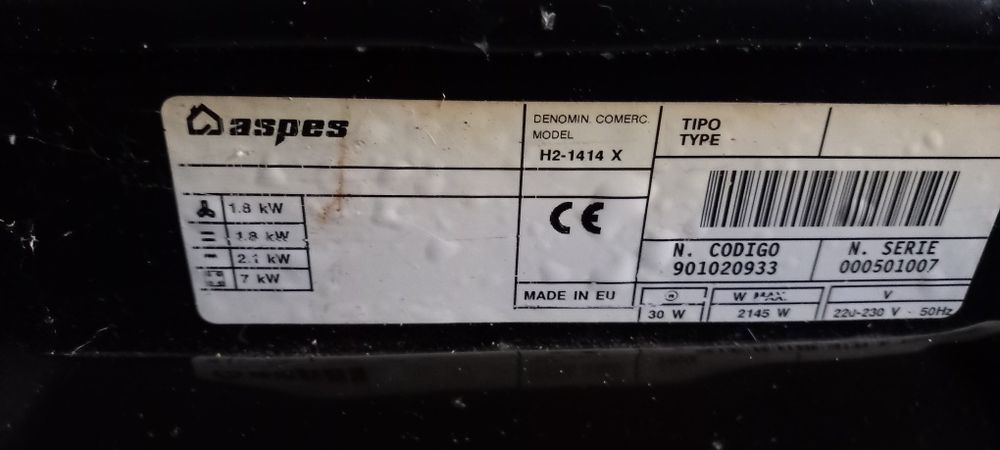 aspes
DENOMIN. COMERC.
MODEL
H2-1414 X
TIPO
TYPE
1.8 kW
1.8 kW
2.1 kW
7 kW
CE
N. CODIGO
901020933
N. SERIE
000501007
MADE IN EU
30 W
W MAX.
2145 W
V
220-230 V - 50Hz